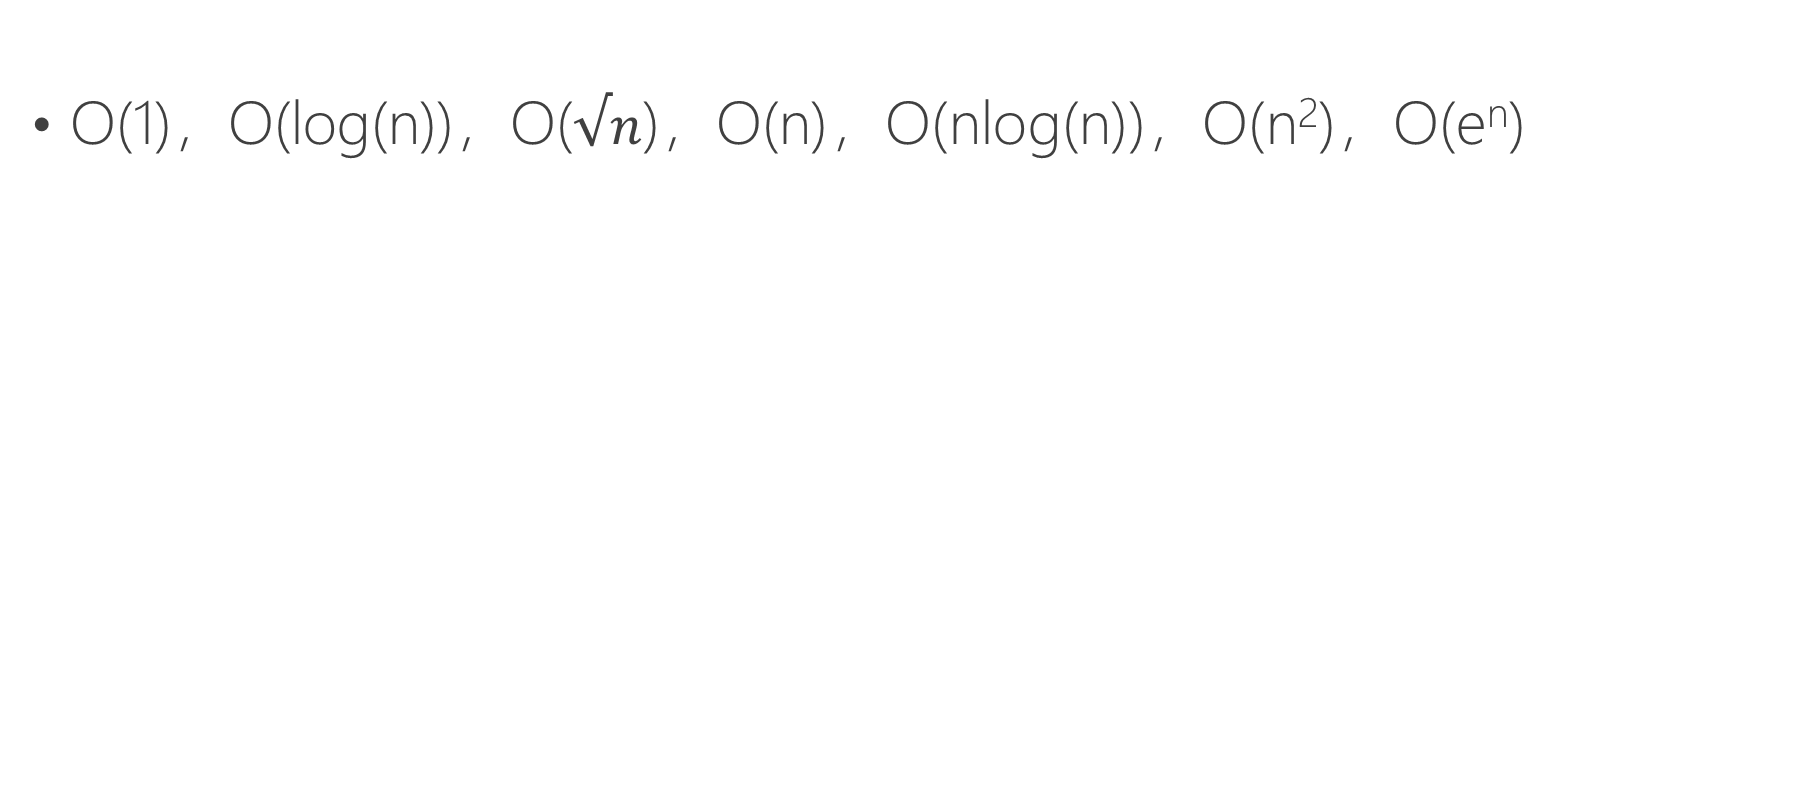 • O(1),  O(log(n)),  O(√n),  O(n),  O(nlog(n)),  O(n²),  O(eⁿ)